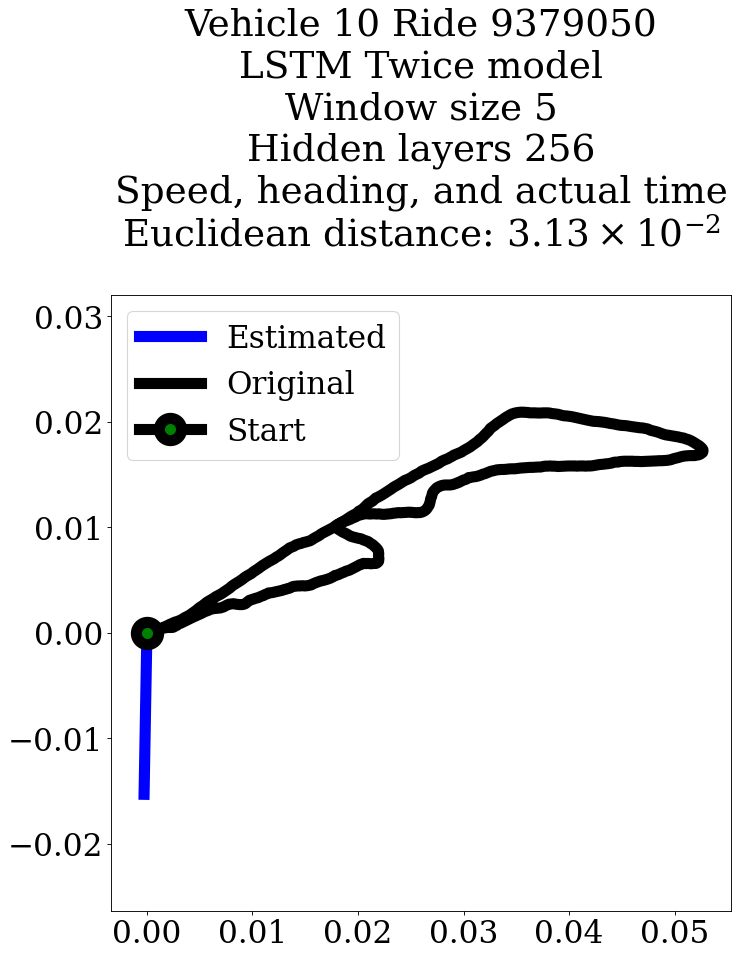 Vehicle 10 Ride 9379050
LSTM Twice model
Window size 5
Hidden layers 256
Speed, heading, and actual time
Euclidean distance: 3.13 × 10⁻²
Estimated
Original
Start
0.03
0.02
0.01
0.00
−0.01
−0.02
0.00 0.01 0.02 0.03 0.04 0.05